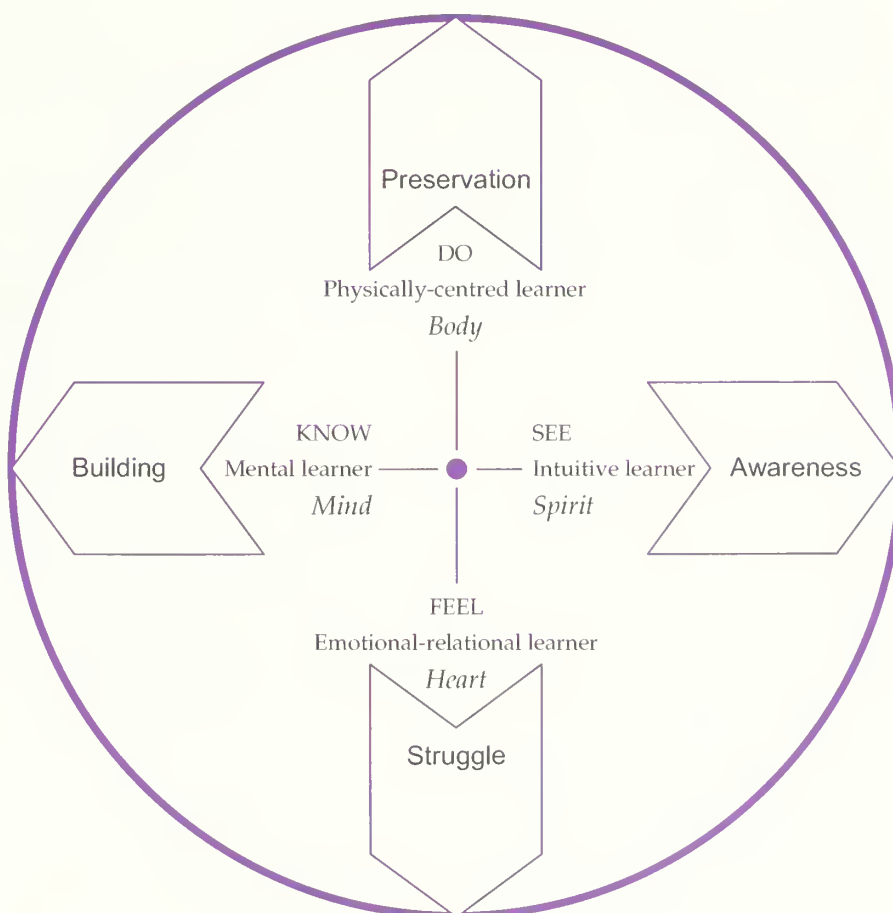 Preservation
DO
Physically-centred learner
Body
Building
KNOW
Mental learner
Mind
SEE
Intuitive learner
Spirit
Awareness
FEEL
Emotional-relational learner
Heart
Struggle